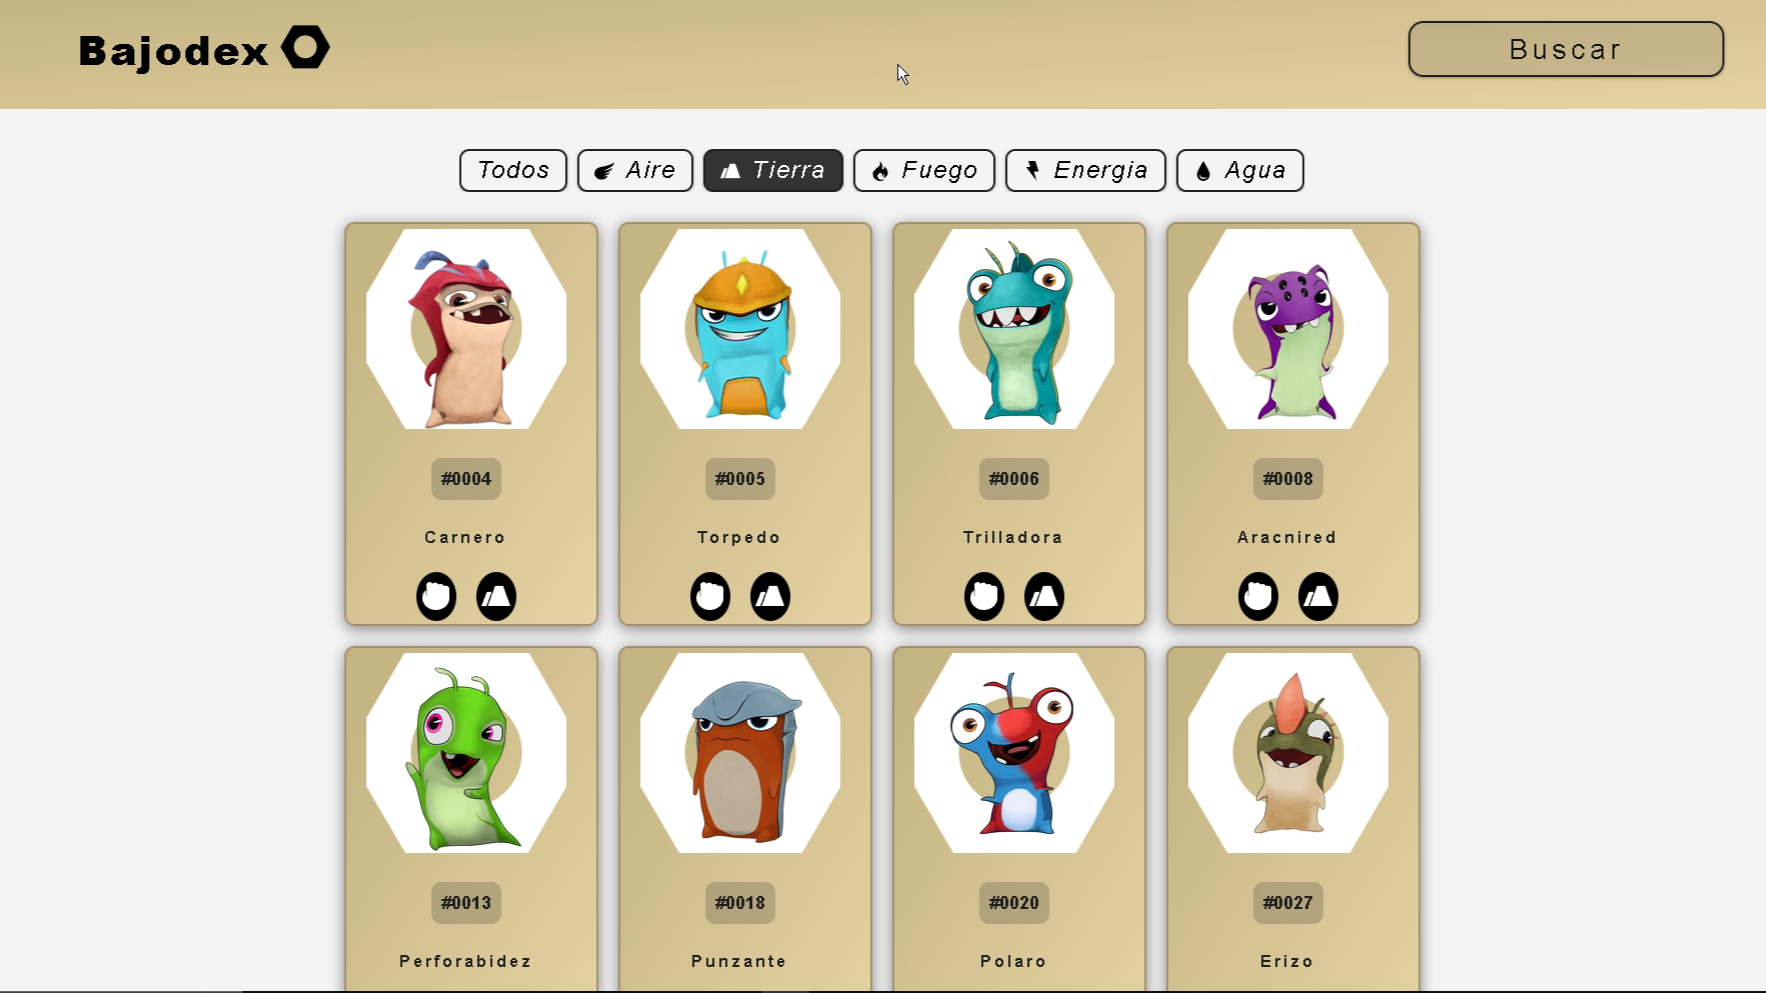 Bajodex
Buscar
Todos Aire Tierra Fuego Energia Agua
#0004 #0005 #0006 #0008
Carnero Torpedo Trilladora Aracnired
#0013 #0018 #0020 #0027
Perforabidez Punzante Polaro Erizo